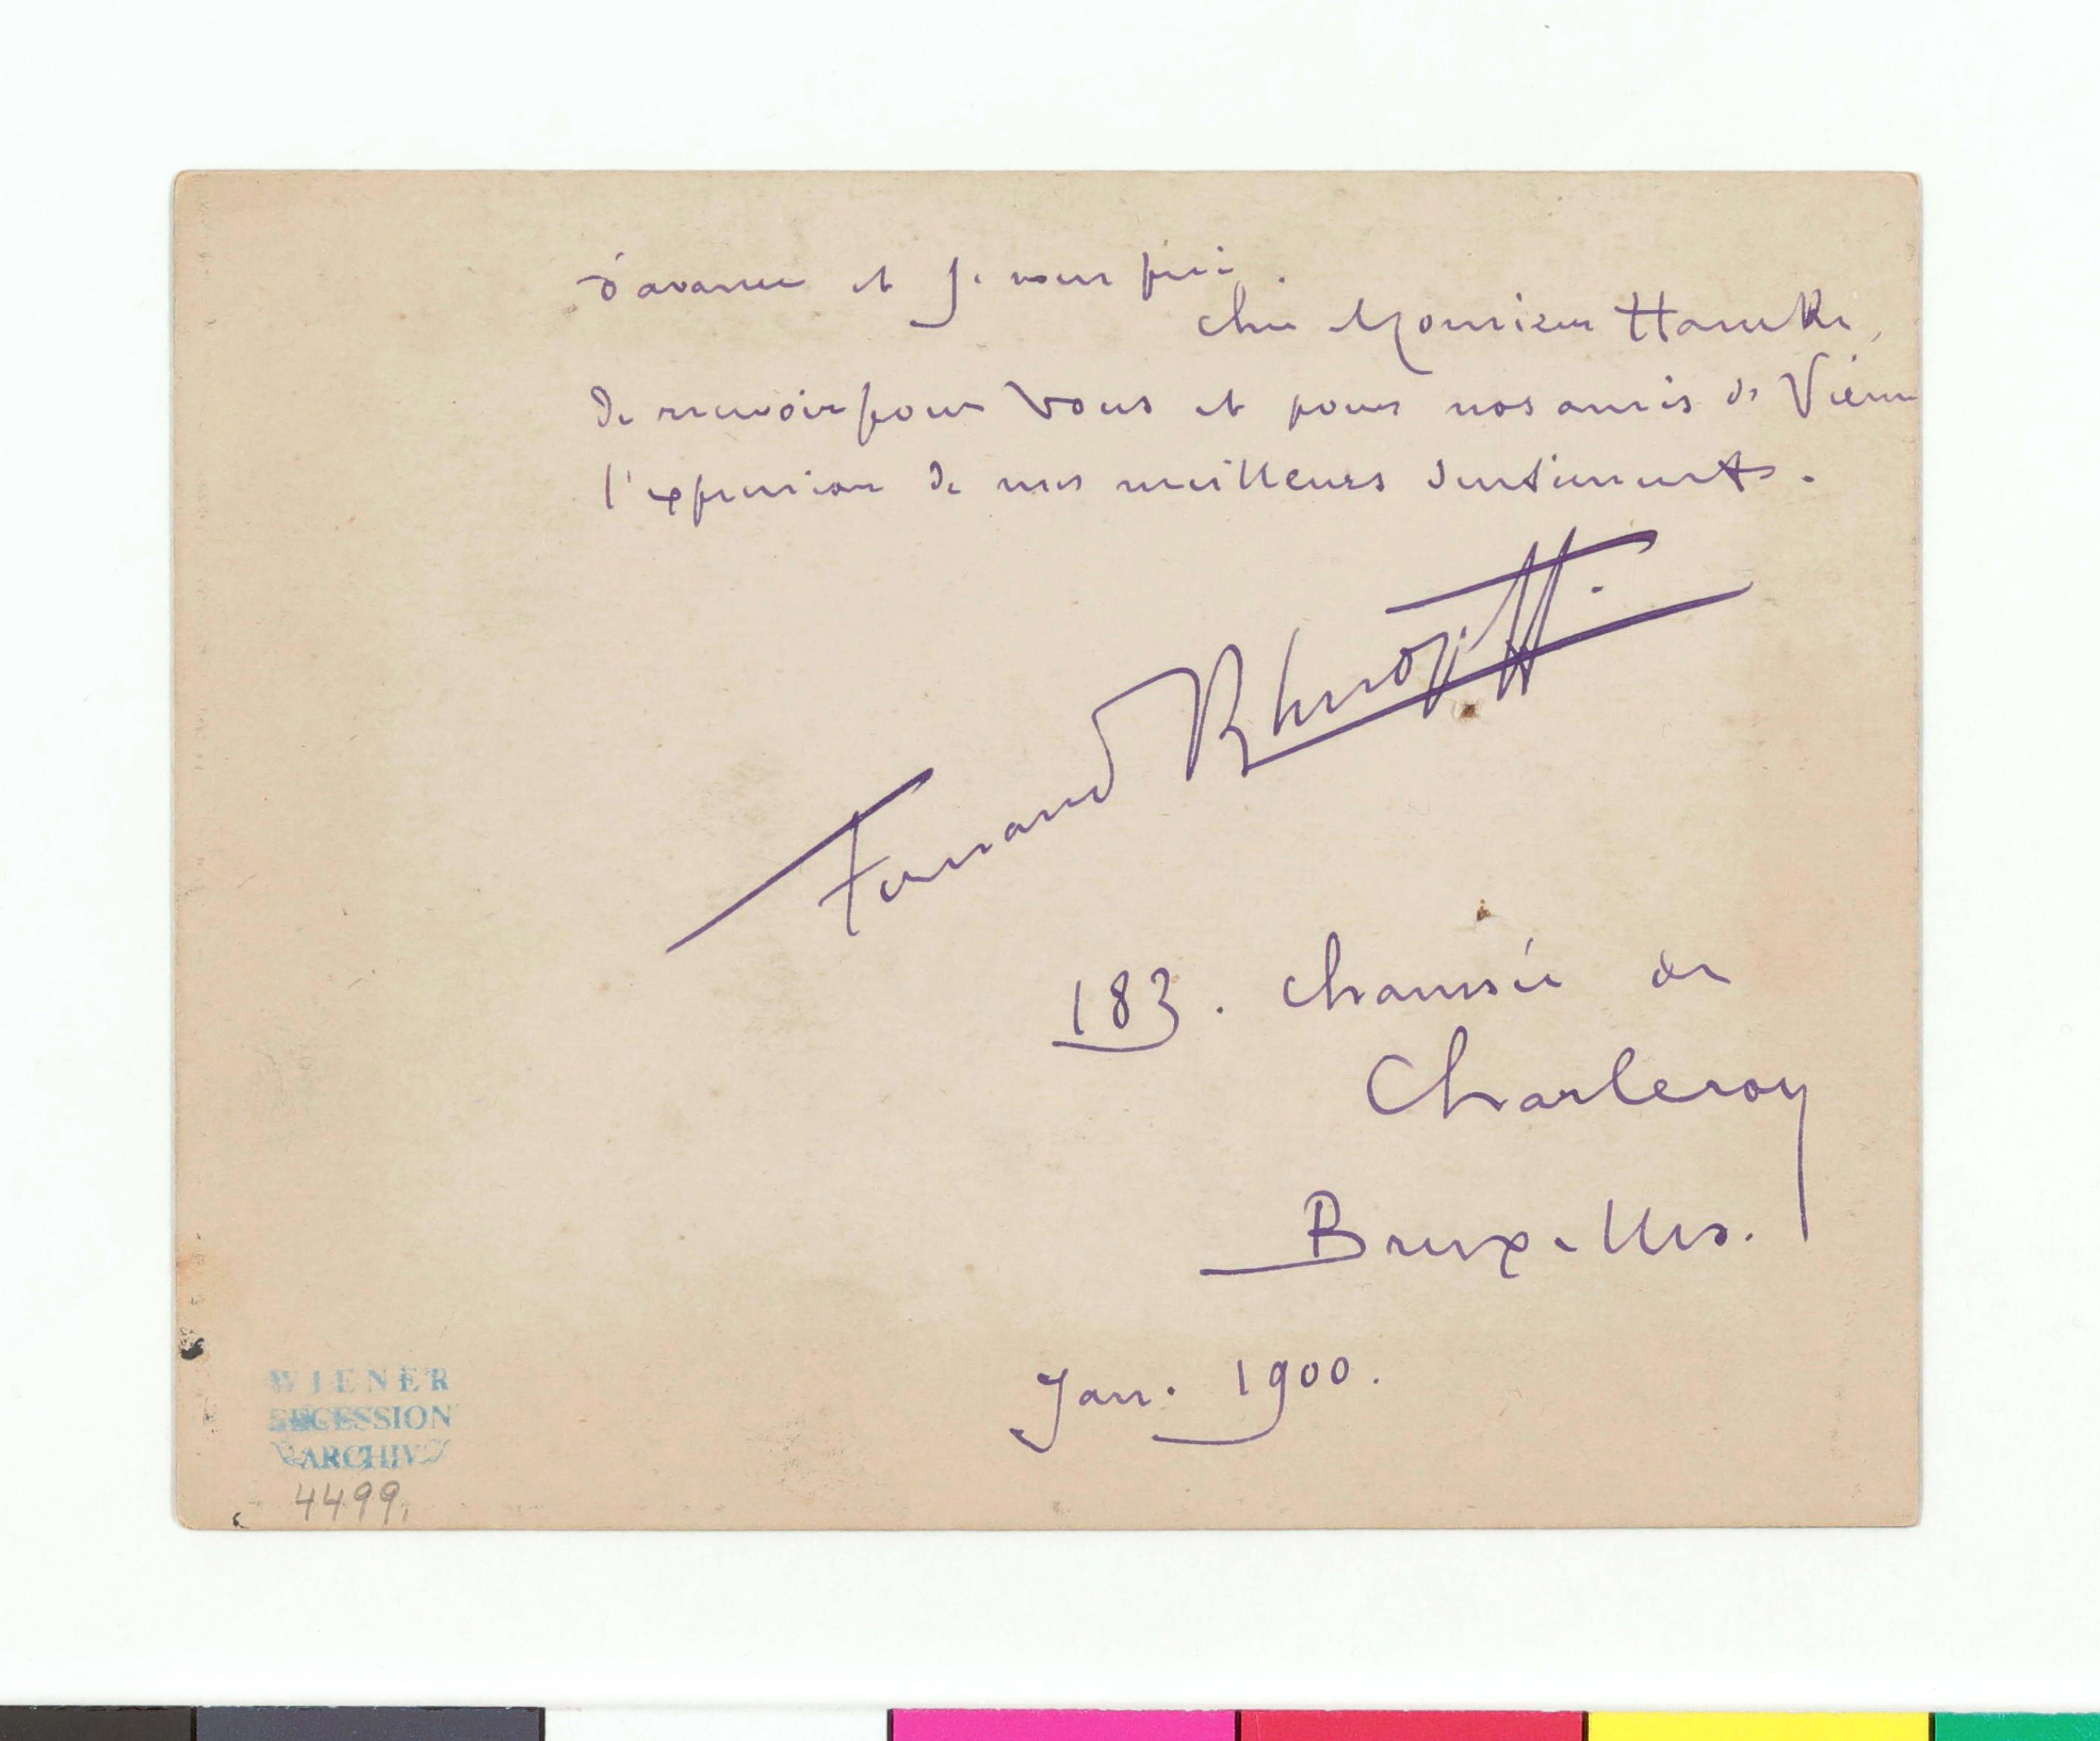 d'avance et je vous prie.
cher Monsieur Hancke,
de recevoir pour vous et pour nos amis de Vienne
l'expression de mes meilleurs sentiments.
Fernand Khnopff.
183. Chaussée de
Charleroy
Bruxelles.
Jan. 1900.
WIENER
SECESSION
ARCHIV
4499.